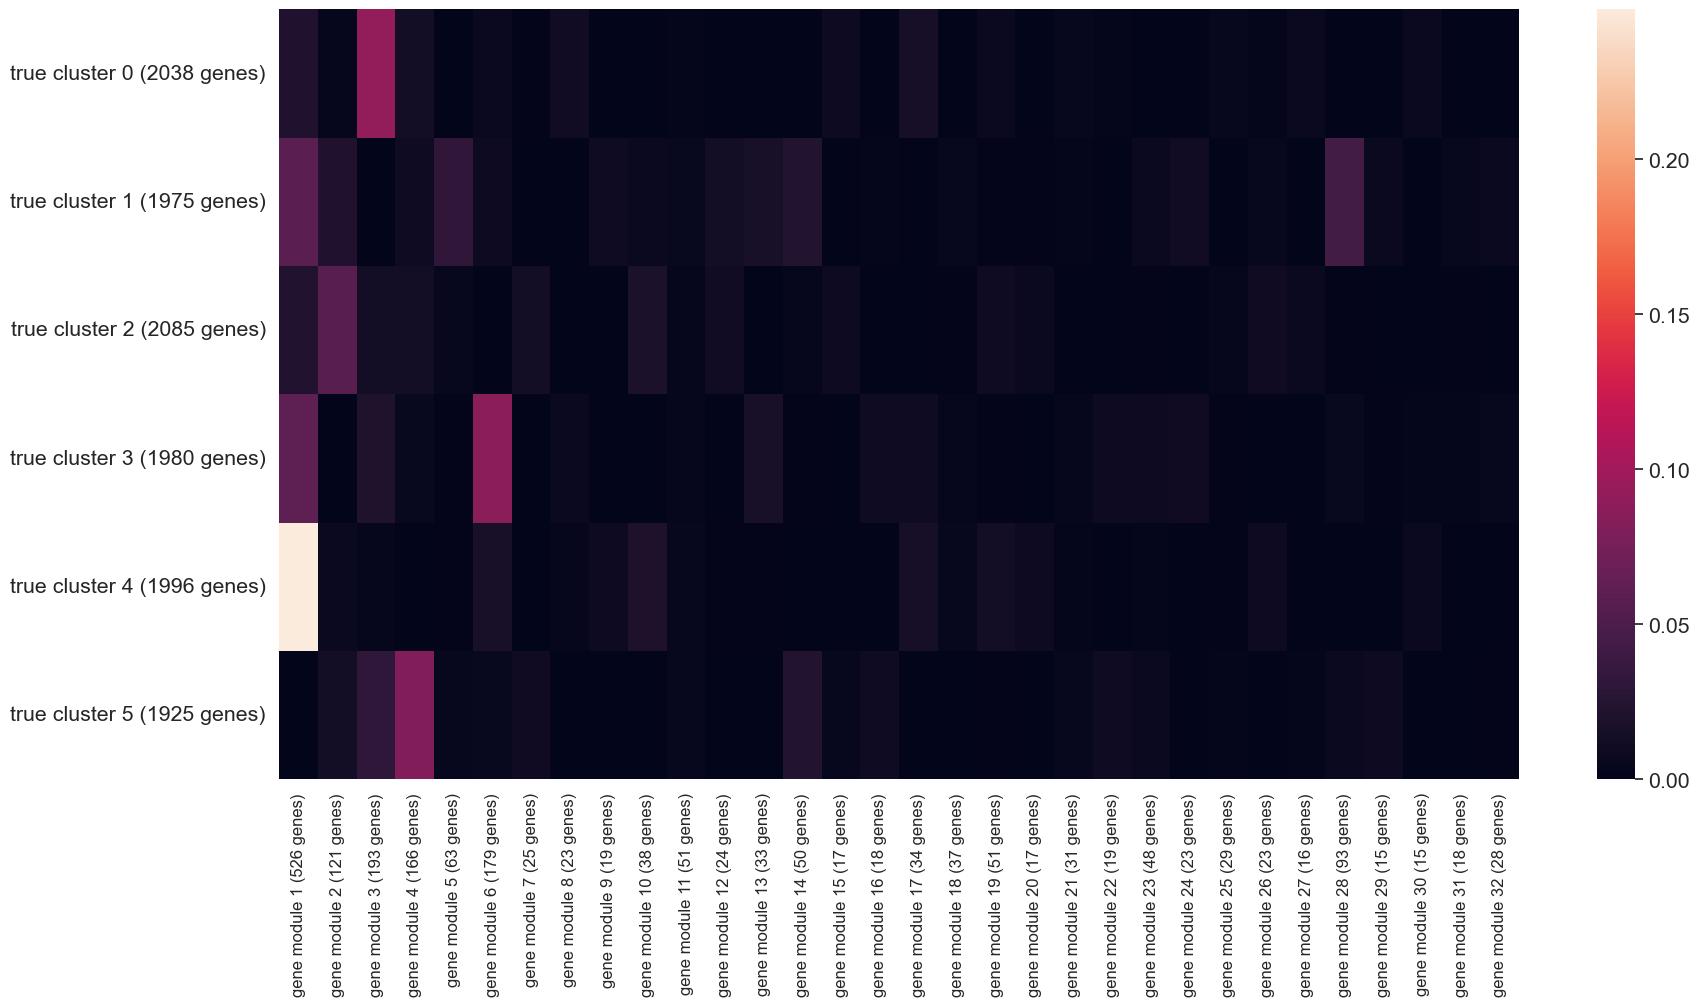 true cluster 0 (2038 genes)
true cluster 1 (1975 genes)
true cluster 2 (2085 genes)
true cluster 3 (1980 genes)
true cluster 4 (1996 genes)
true cluster 5 (1925 genes)
gene module 1 (526 genes)
gene module 2 (121 genes)
gene module 3 (193 genes)
gene module 4 (166 genes)
gene module 5 (63 genes)
gene module 6 (179 genes)
gene module 7 (25 genes)
gene module 8 (23 genes)
gene module 9 (19 genes)
gene module 10 (38 genes)
gene module 11 (51 genes)
gene module 12 (24 genes)
gene module 13 (33 genes)
gene module 14 (50 genes)
gene module 15 (17 genes)
gene module 16 (18 genes)
gene module 17 (34 genes)
gene module 18 (37 genes)
gene module 19 (51 genes)
gene module 20 (17 genes)
gene module 21 (31 genes)
gene module 22 (19 genes)
gene module 23 (48 genes)
gene module 24 (23 genes)
gene module 25 (29 genes)
gene module 26 (23 genes)
gene module 27 (16 genes)
gene module 28 (93 genes)
gene module 29 (15 genes)
gene module 30 (15 genes)
gene module 31 (18 genes)
gene module 32 (28 genes)
0.20
0.15
0.10
0.05
0.00